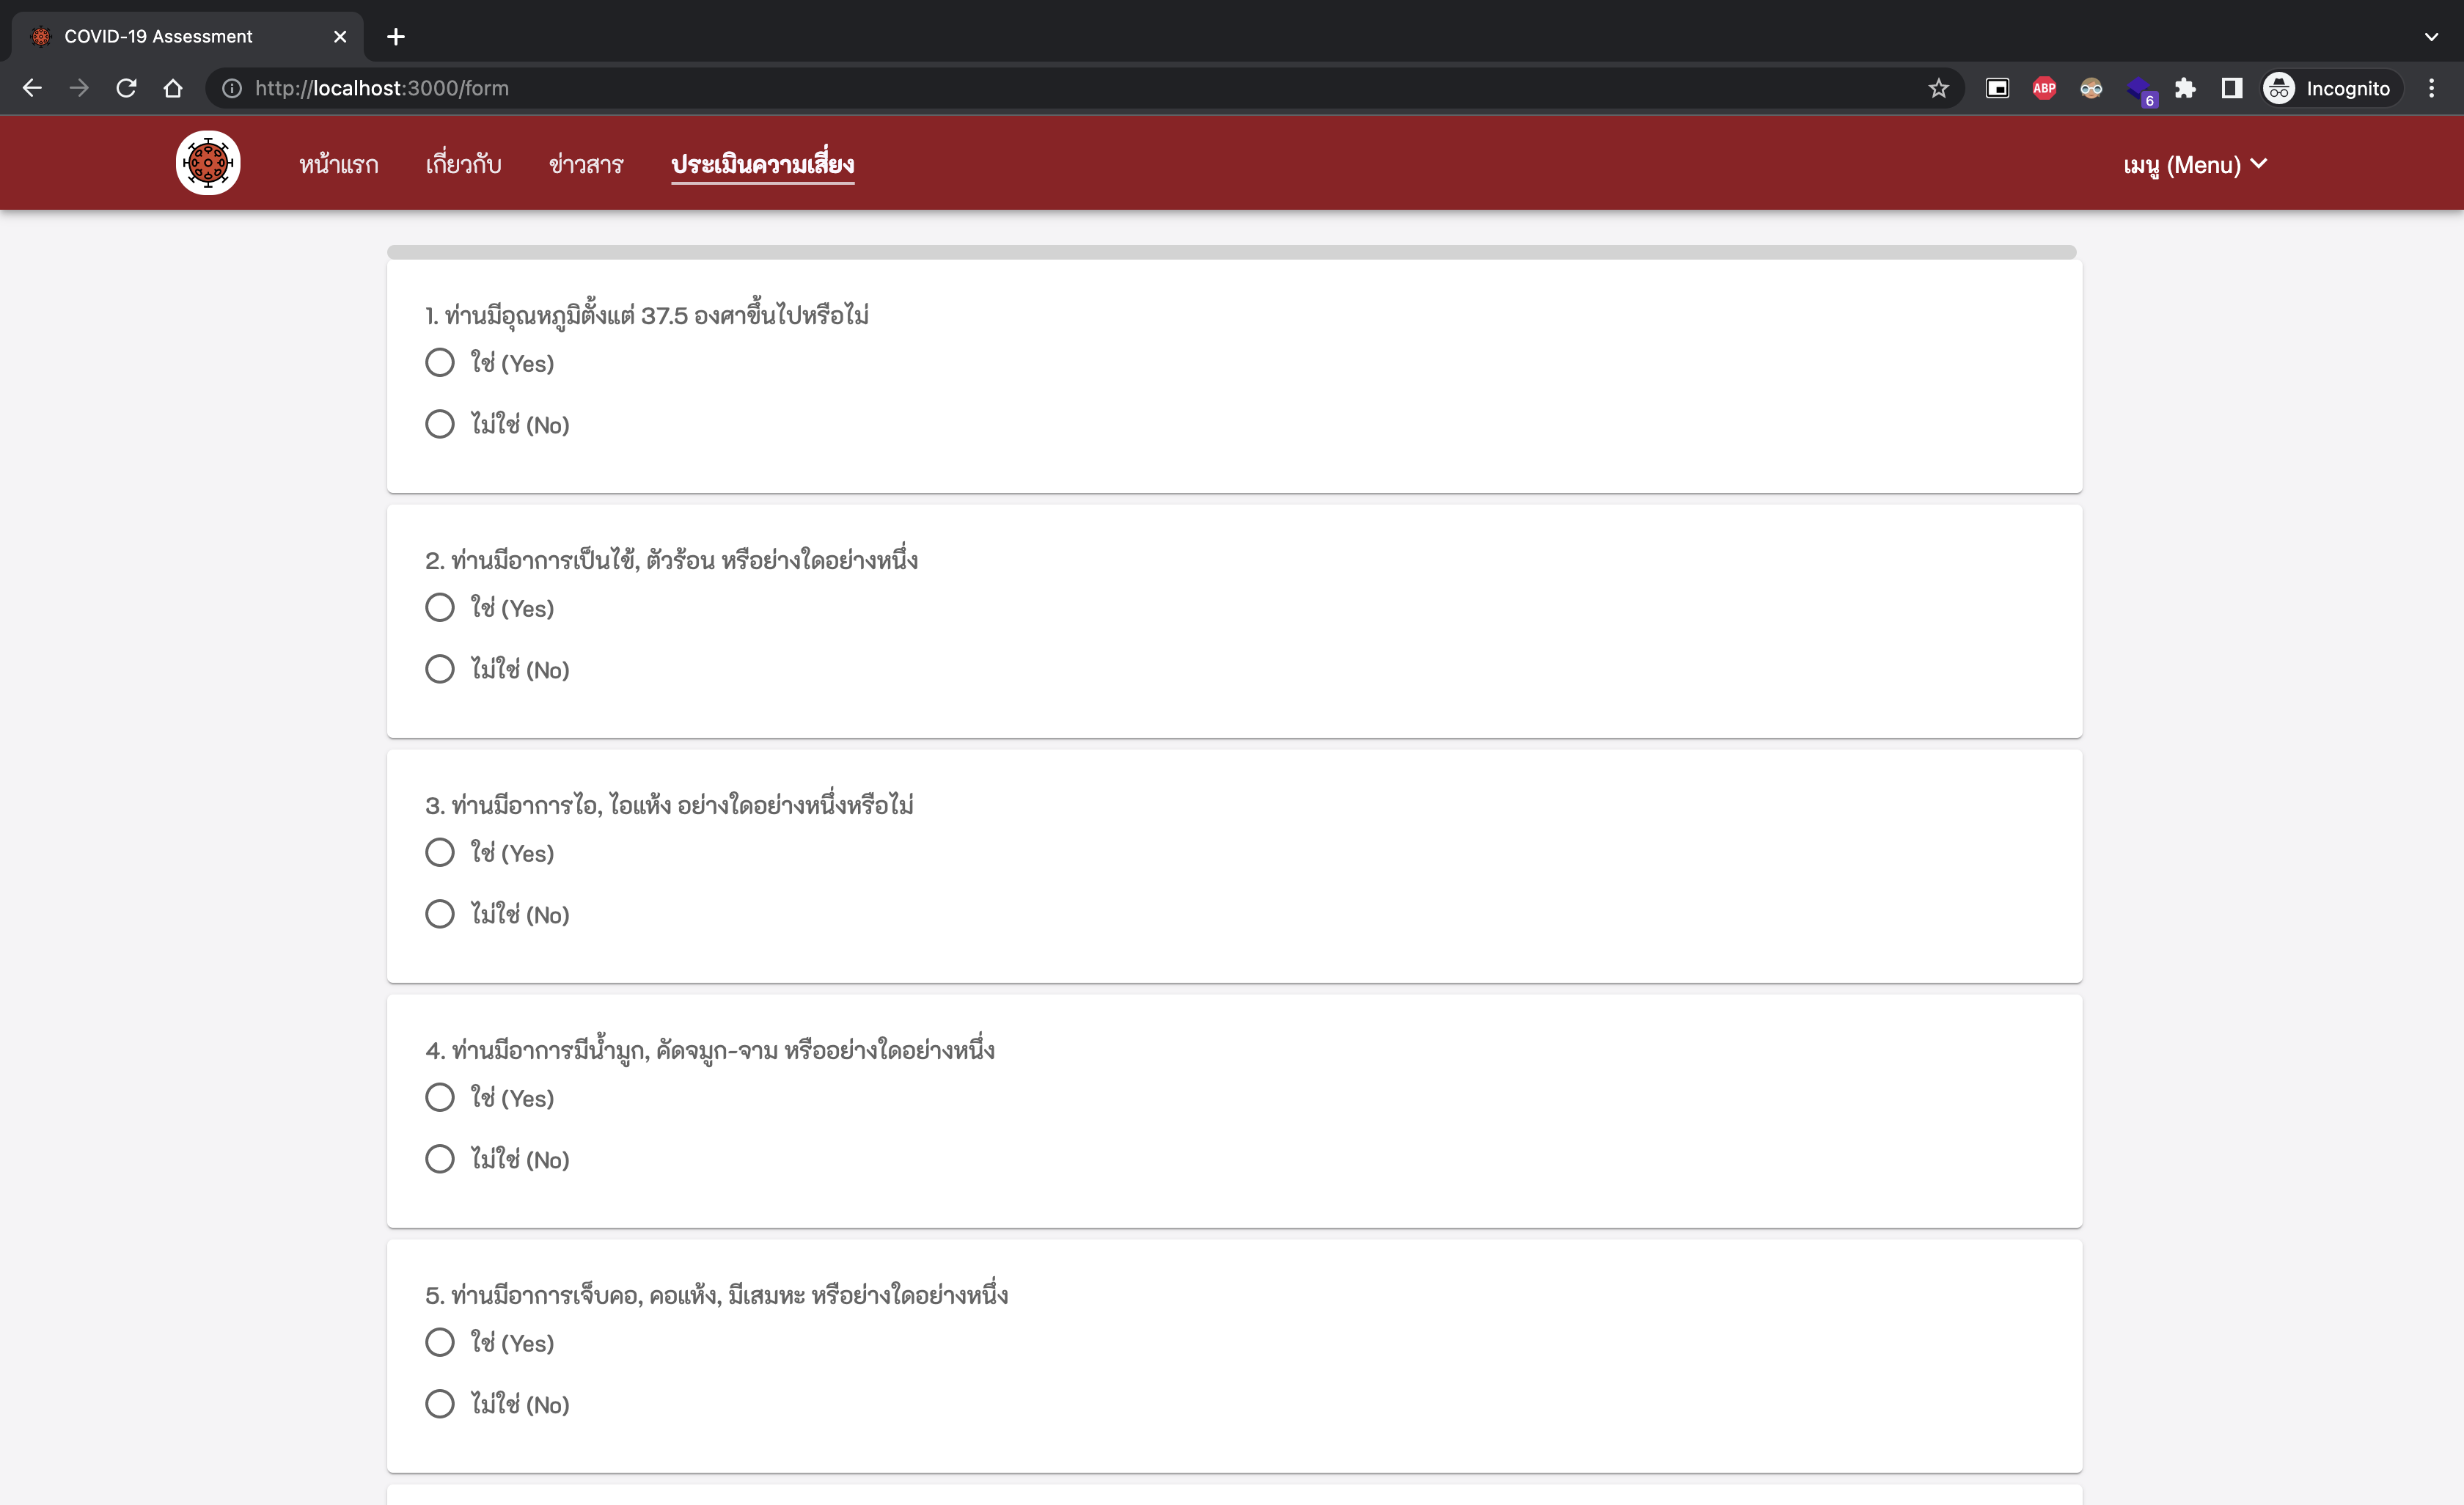 COVID-19 Assessment
http://localhost:3000/form
ABP
6
Incognito
หน้าแรก
เกี่ยวกับ
ข่าวสาร
ประเมินความเสี่ยง
เมนู (Menu)
1. ท่านมีอุณหภูมิตั้งแต่ 37.5 องศาขึ้นไปหรือไม่
ใช่ (Yes)
ไม่ใช่ (No)
2. ท่านมีอาการเป็นไข้, ตัวร้อน หรือย่างใดอย่างหนึ่ง
ใช่ (Yes)
ไม่ใช่ (No)
3. ท่านมีอาการไอ, ไอแห้ง อย่างใดอย่างหนึ่งหรือไม่
ใช่ (Yes)
ไม่ใช่ (No)
4. ท่านมีอาการมีน้ำมูก, คัดจมูก-จาม หรืออย่างใดอย่างหนึ่ง
ใช่ (Yes)
ไม่ใช่ (No)
5. ท่านมีอาการเจ็บคอ, คอแห้ง, มีเสมหะ หรือย่างใดอย่างหนึ่ง
ใช่ (Yes)
ไม่ใช่ (No)